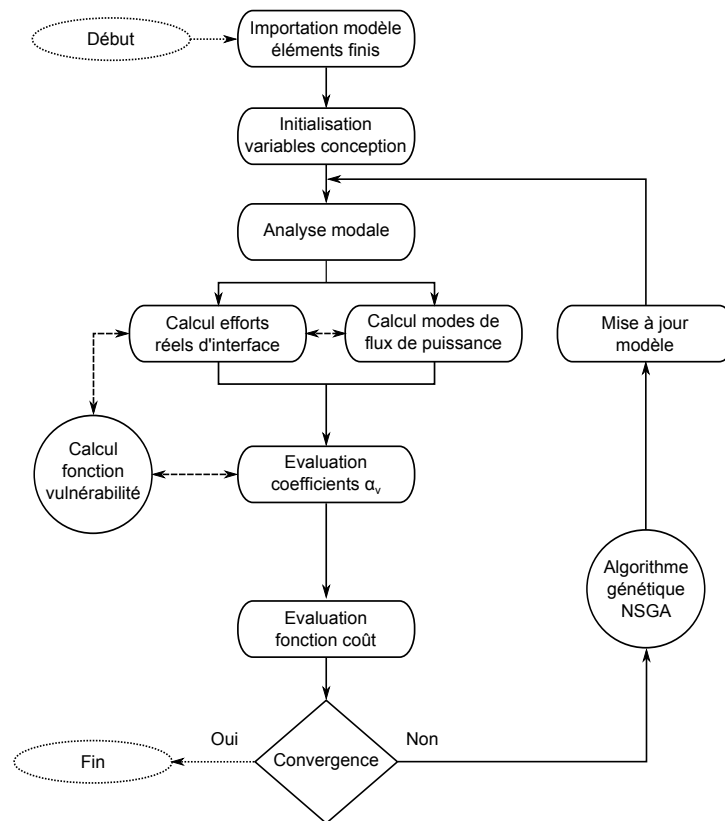 Début
Importation modèle
éléments finis
Initialisation
variables conception
Analyse modale
Calcul efforts
réels d'interface
Calcul modes de
flux de puissance
Mise à jour
modèle
Calcul
fonction
vulnérabilité
Evaluation
coefficients αᵥ
Algorithme
génétique
NSGA
Evaluation
fonction coût
Oui
Non
Convergence
Fin